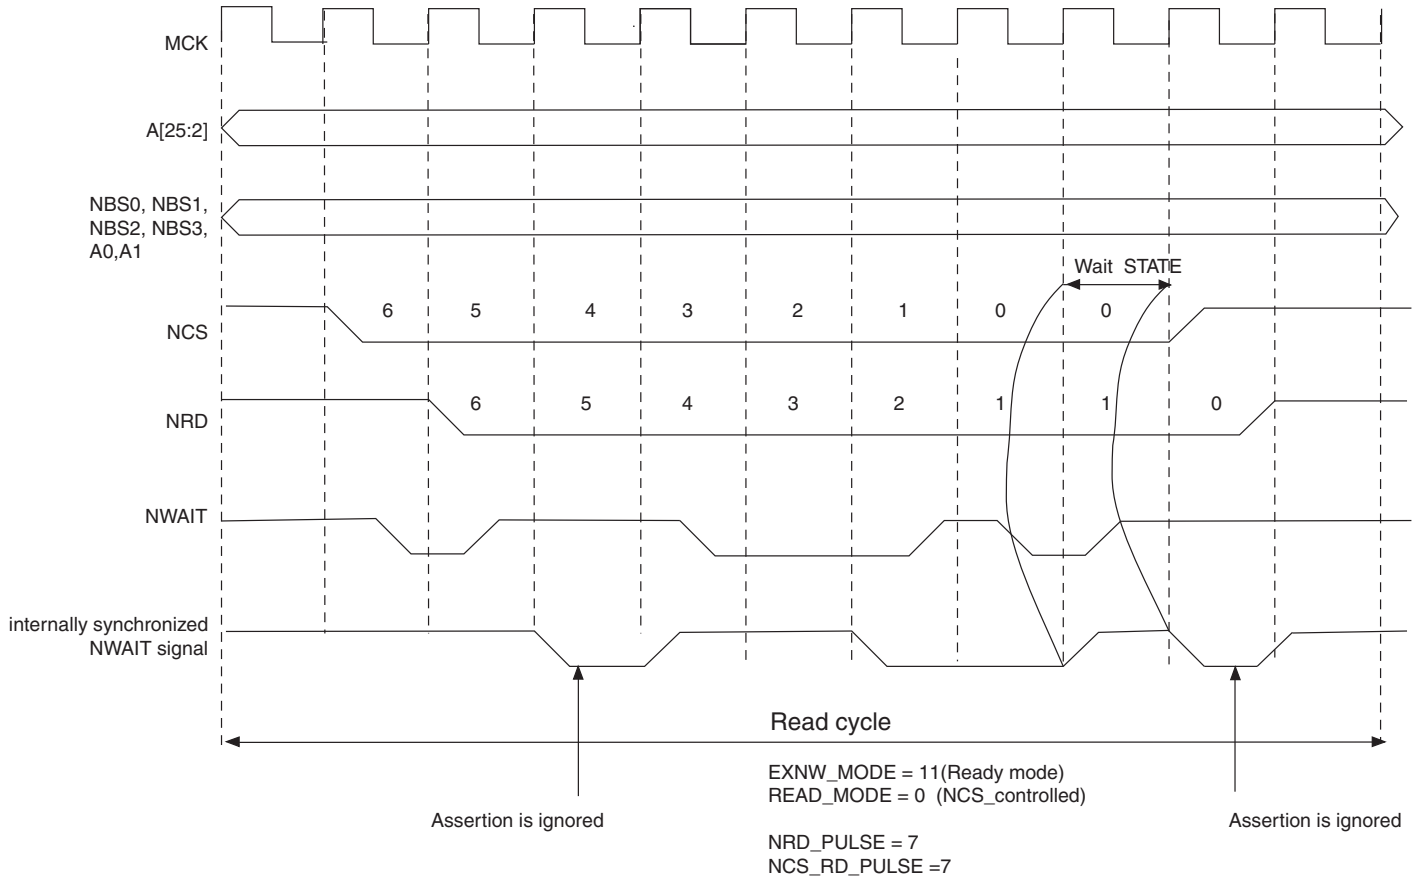 MCK
A[25:2]
NBS0, NBS1,
NBS2, NBS3,
A0,A1
Wait STATE
NCS
6 5 4 3 2 1 0 0
NRD
6 5 4 3 2 1 1 0
NWAIT
internally synchronized
NWAIT signal
Read cycle
EXNW_MODE = 11(Ready mode)
READ_MODE = 0 (NCS_controlled)
Assertion is ignored
Assertion is ignored
NRD_PULSE = 7
NCS_RD_PULSE =7